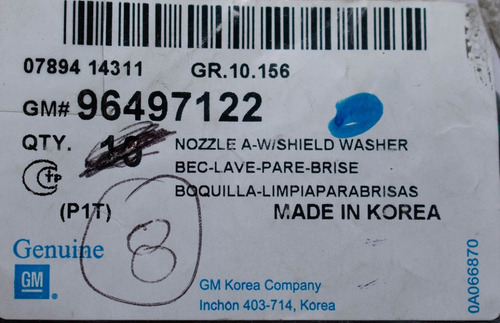 07894 14311 GR.10.156
GM# 96497122
QTY. 10 NOZZLE A-W/SHIELD WASHER
BEC-LAVE-PARE-BRISE
BOQUILLA-LIMPIAPARABRISAS
(P1T) 8 MADE IN KOREA
Genuine
GM
GM Korea Company
Inchon 403-714, Korea
0A066870